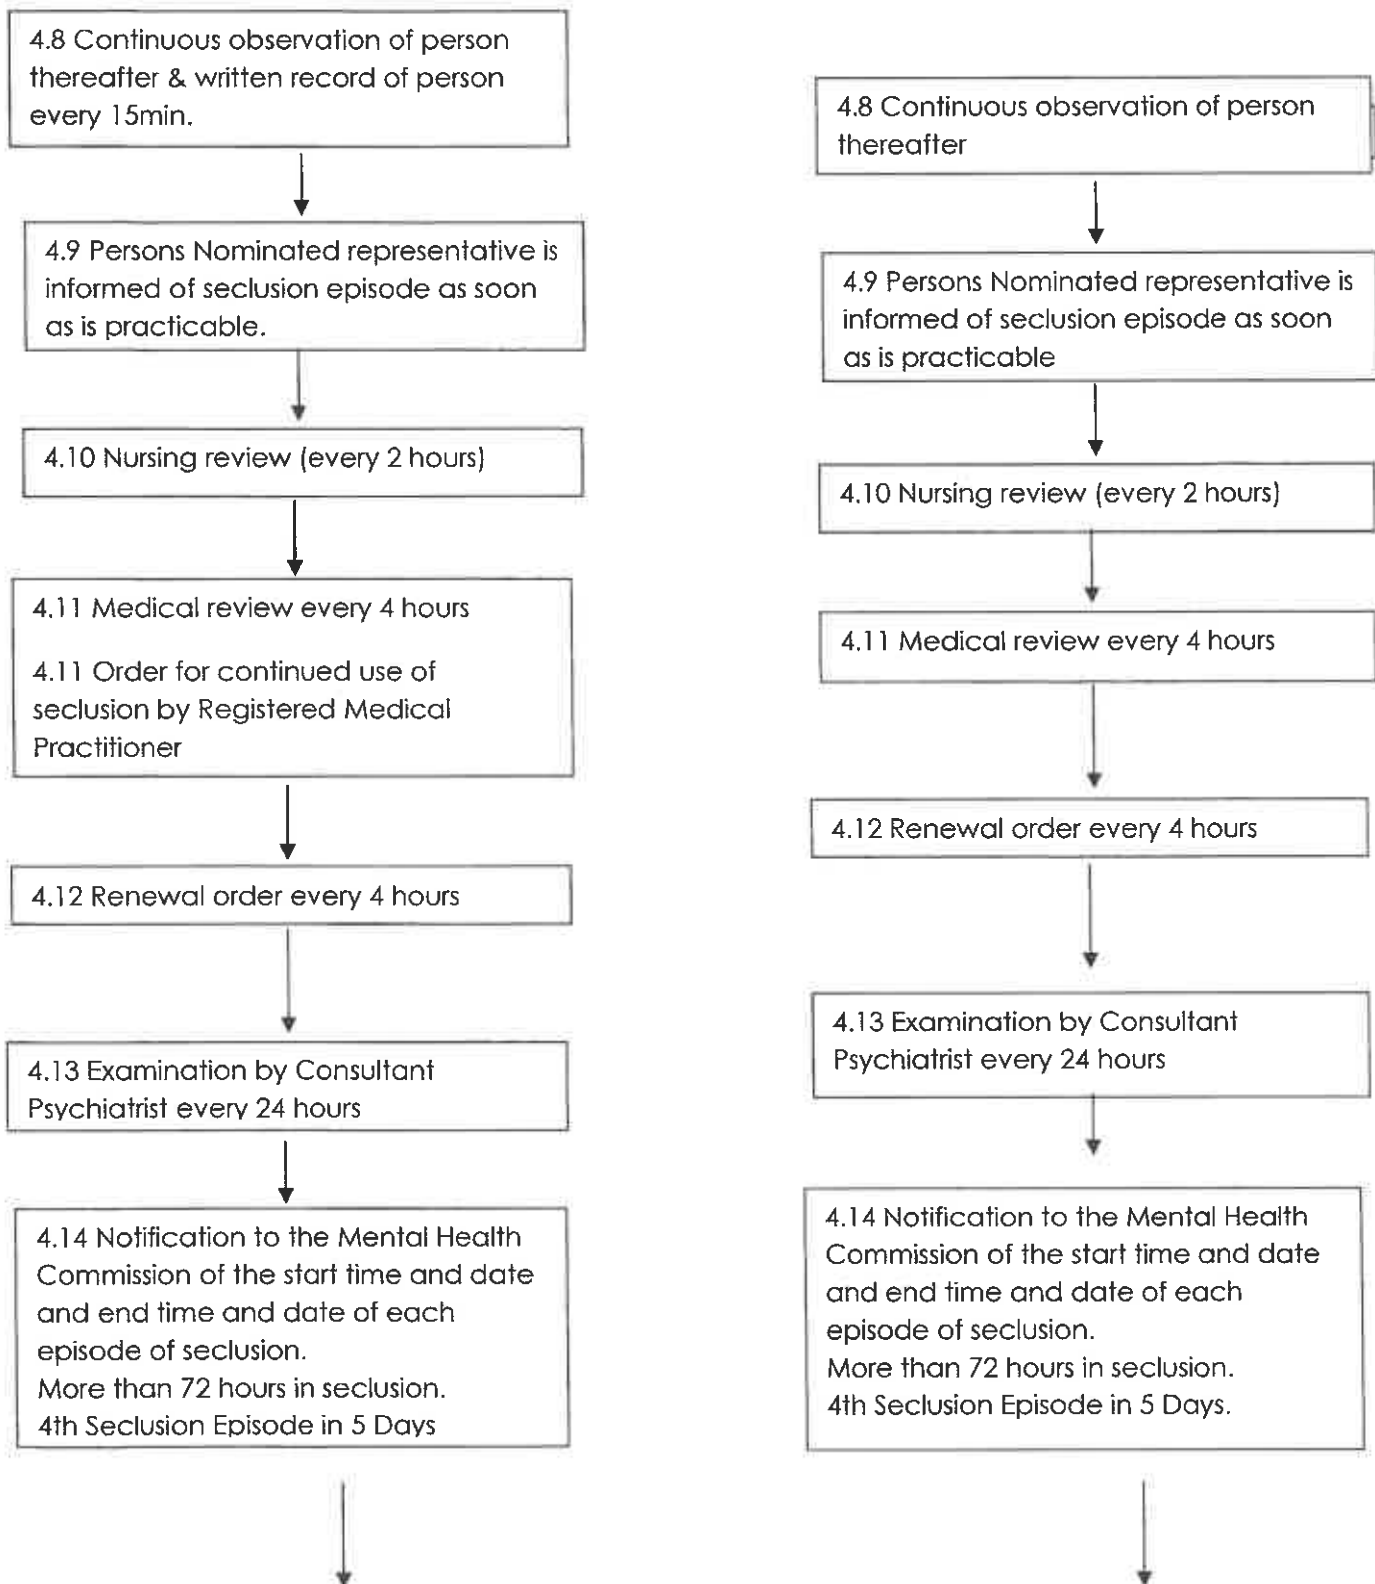 4.8 Continuous observation of person
thereafter & written record of person
every 15min.
4.9 Persons Nominated representative is
informed of seclusion episode as soon
as is practicable.
4.10 Nursing review (every 2 hours)
4.11 Medical review every 4 hours
4.11 Order for continued use of
seclusion by Registered Medical
Practitioner
4.12 Renewal order every 4 hours
4.13 Examination by Consultant
Psychiatrist every 24 hours
4.14 Notification to the Mental Health
Commission of the start time and date
and end time and date of each
episode of seclusion.
More than 72 hours in seclusion.
4th Seclusion Episode in 5 Days
4.8 Continuous observation of person
thereafter
4.9 Persons Nominated representative is
informed of seclusion episode as soon
as is practicable
4.10 Nursing review (every 2 hours)
4.11 Medical review every 4 hours
4.12 Renewal order every 4 hours
4.13 Examination by Consultant
Psychiatrist every 24 hours
4.14 Notification to the Mental Health
Commission of the start time and date
and end time and date of each
episode of seclusion.
More than 72 hours in seclusion.
4th Seclusion Episode in 5 Days.